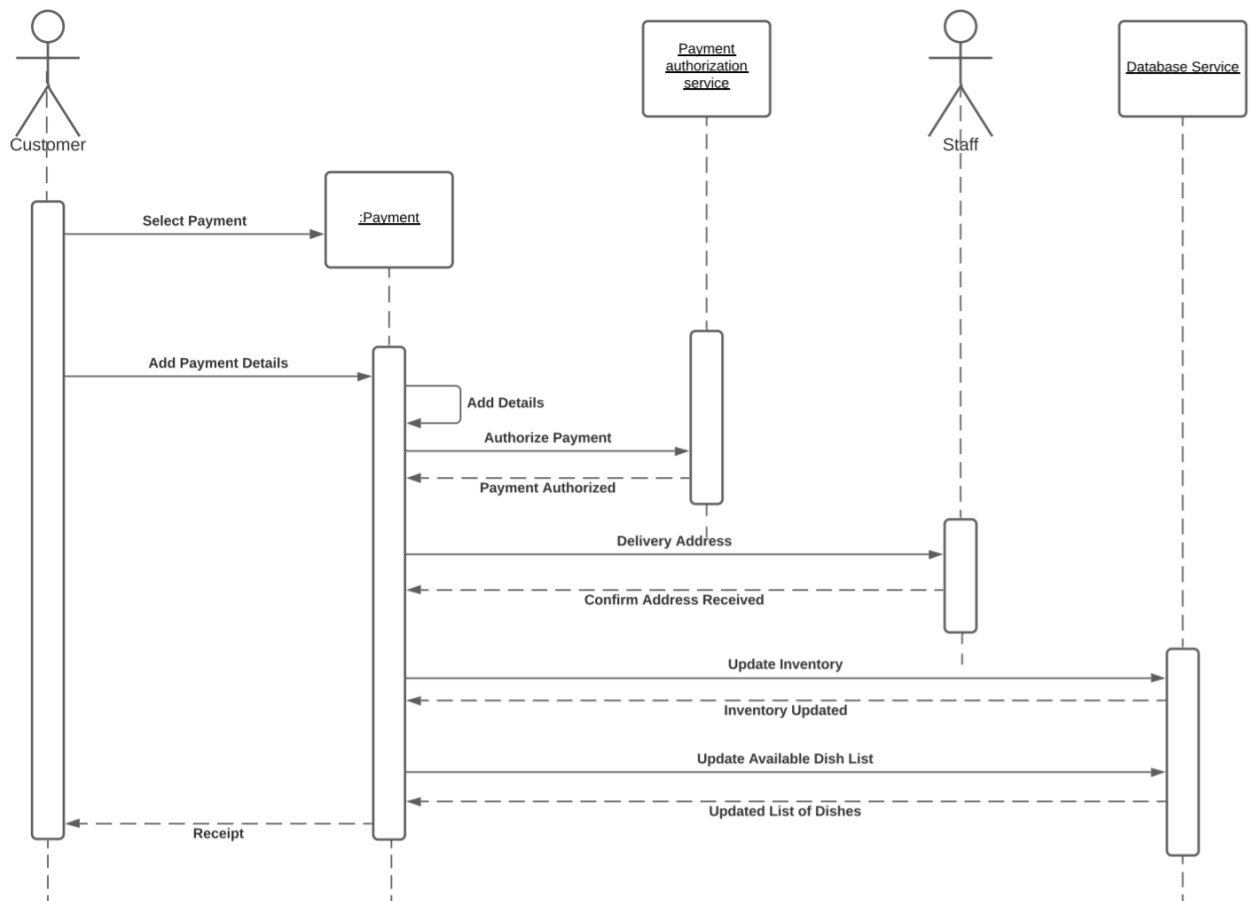 Payment
authorization
service
Database Service
Customer
Staff
:Payment
Select Payment
Add Payment Details
Add Details
Authorize Payment
Payment Authorized
Delivery Address
Confirm Address Received
Update Inventory
Inventory Updated
Update Available Dish List
Updated List of Dishes
Receipt